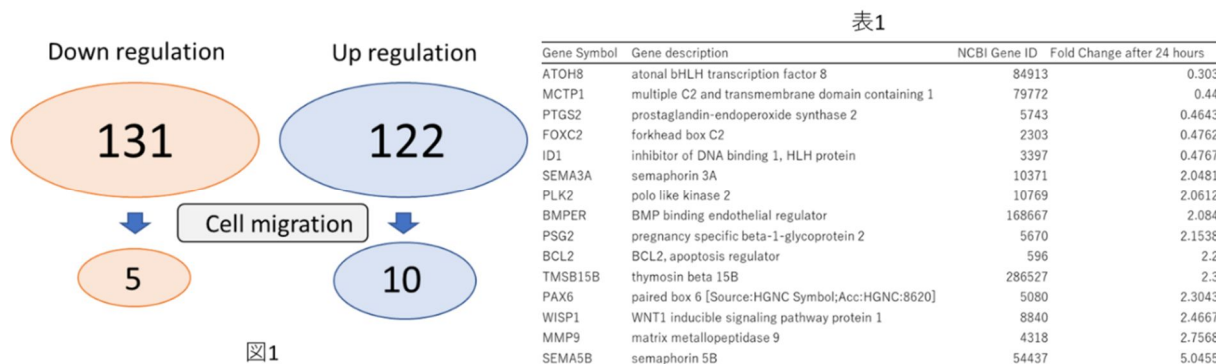 Down regulation
Up regulation
131
122
Cell migration
5
10
図1
表1
Gene Symbol Gene description NCBI Gene ID Fold Change after 24 hours
ATOH8 atonal bHLH transcription factor 8 84913 0.303
MCTP1 multiple C2 and transmembrane domain containing 1 79772 0.44
PTGS2 prostaglandin-endoperoxide synthase 2 5743 0.4643
FOXC2 forkhead box C2 2303 0.4762
ID1 inhibitor of DNA binding 1, HLH protein 3397 0.4767
SEMA3A semaphorin 3A 10371 2.0481
PLK2 polo like kinase 2 10769 2.0612
BMPER BMP binding endothelial regulator 168667 2.084
PSG2 pregnancy specific beta-1-glycoprotein 2 5670 2.1538
BCL2 BCL2, apoptosis regulator 596 2.2
TMSB15B thymosin beta 15B 286527 2.3
PAX6 paired box 6 [Source:HGNC Symbol;Acc:HGNC:8620] 5080 2.3043
WISP1 WNT1 inducible signaling pathway protein 1 8840 2.4667
MMP9 matrix metallopeptidase 9 4318 2.7568
SEMA5B semaphorin 5B 54437 5.0455